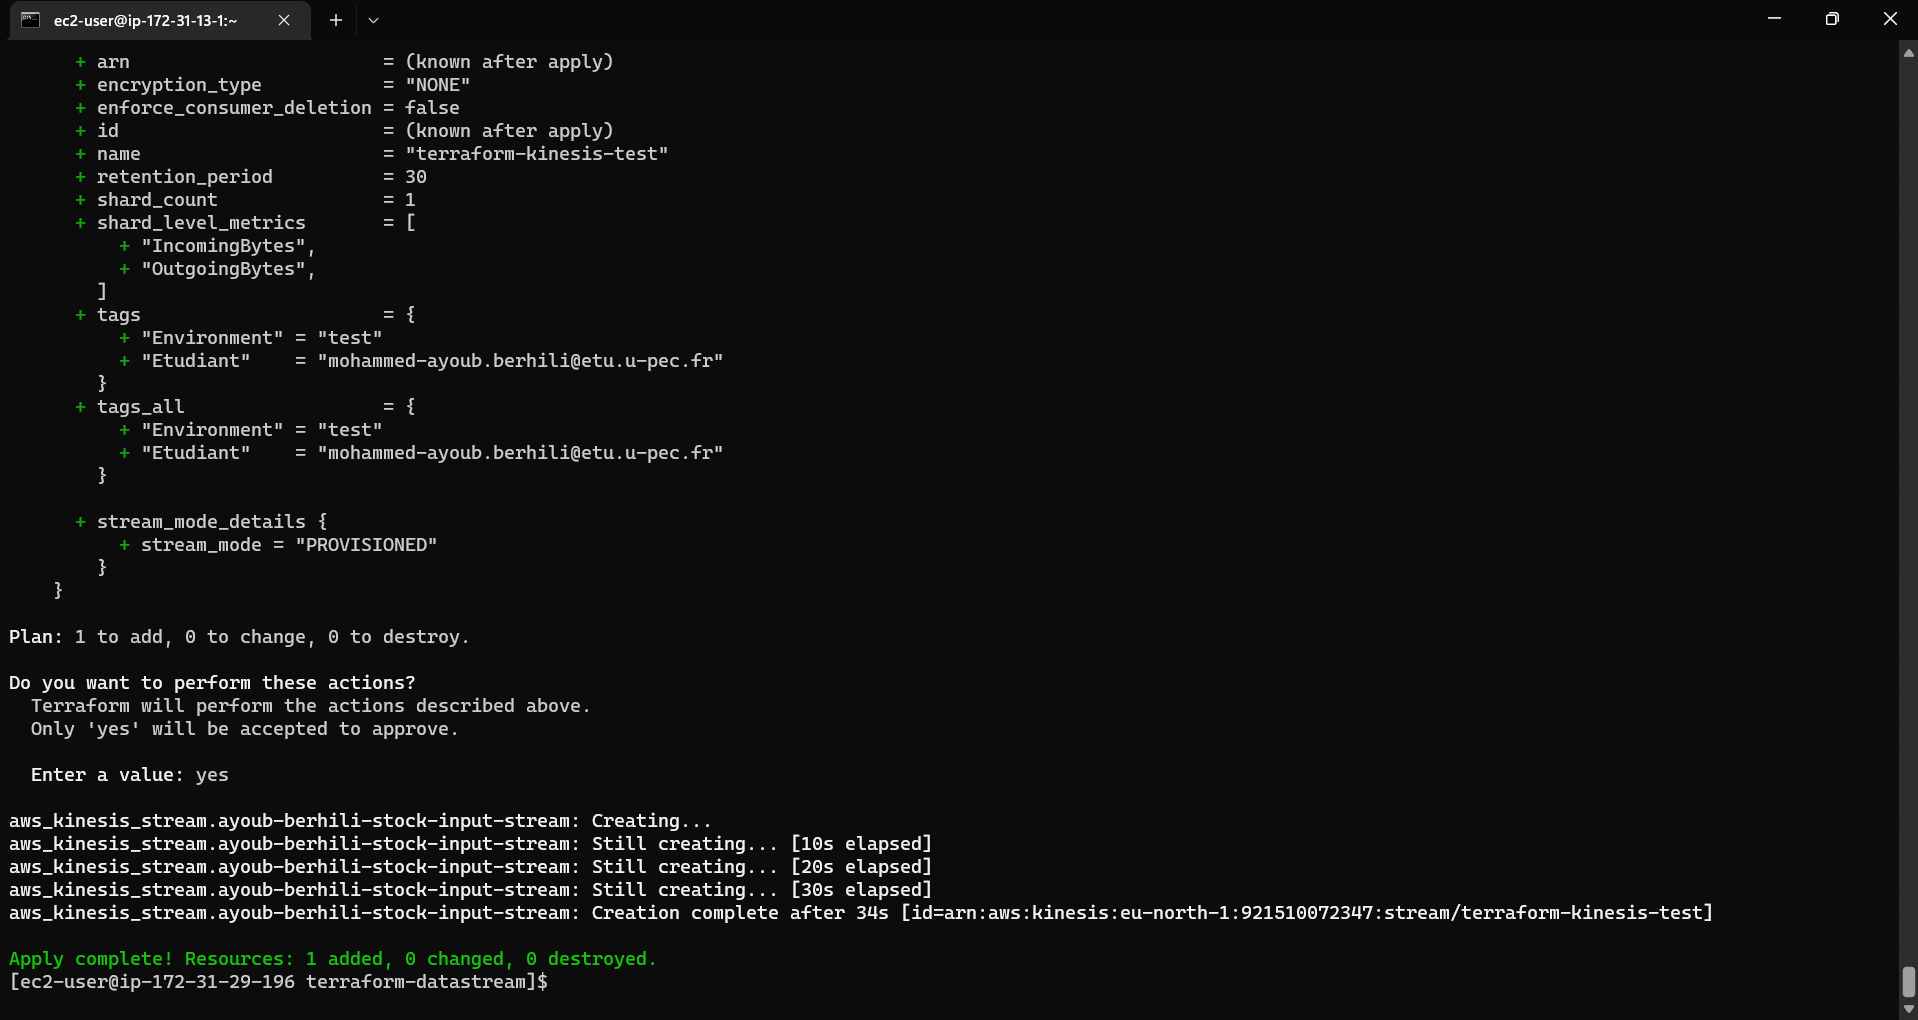 ec2-user@ip-172-31-13-1:~
+ arn                       = (known after apply)
+ encryption_type           = "NONE"
+ enforce_consumer_deletion = false
+ id                        = (known after apply)
+ name                      = "terraform-kinesis-test"
+ retention_period          = 30
+ shard_count               = 1
+ shard_level_metrics       = [
+ "IncomingBytes",
+ "OutgoingBytes",
]
+ tags                      = {
+ "Environment" = "test"
+ "Etudiant"    = "mohammed-ayoub.berhili@etu.u-pec.fr"
}
+ tags_all                  = {
+ "Environment" = "test"
+ "Etudiant"    = "mohammed-ayoub.berhili@etu.u-pec.fr"
}
+ stream_mode_details {
+ stream_mode = "PROVISIONED"
}
}
Plan: 1 to add, 0 to change, 0 to destroy.
Do you want to perform these actions?
Terraform will perform the actions described above.
Only 'yes' will be accepted to approve.
Enter a value: yes
aws_kinesis_stream.ayoub-berhili-stock-input-stream: Creating...
aws_kinesis_stream.ayoub-berhili-stock-input-stream: Still creating... [10s elapsed]
aws_kinesis_stream.ayoub-berhili-stock-input-stream: Still creating... [20s elapsed]
aws_kinesis_stream.ayoub-berhili-stock-input-stream: Still creating... [30s elapsed]
aws_kinesis_stream.ayoub-berhili-stock-input-stream: Creation complete after 34s [id=arn:aws:kinesis:eu-north-1:921510072347:stream/terraform-kinesis-test]
Apply complete! Resources: 1 added, 0 changed, 0 destroyed.
[ec2-user@ip-172-31-29-196 terraform-datastream]$